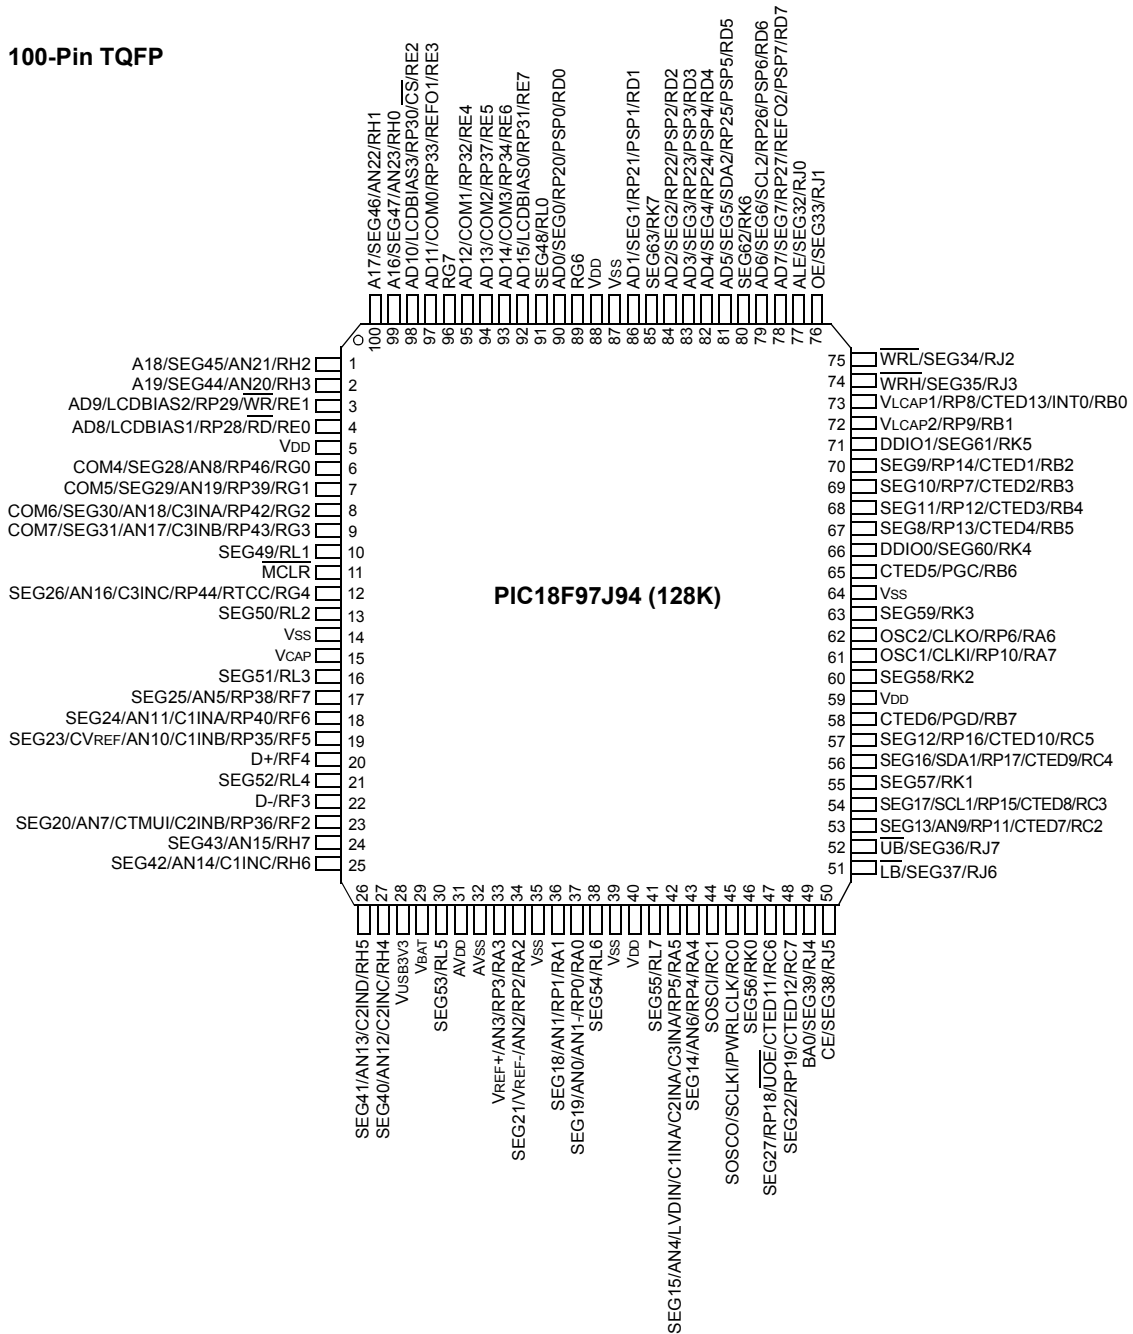 100-Pin TQFP
A17/SEG46/AN22/RH1
A16/SEG47/AN23/RH0
AD10/LCDBIAS3/RP30/CS/RE2
AD11/COM0/RP33/REFO1/RE3
RG7
AD12/COM1/RP32/RE4
AD13/COM2/RP37/RE5
AD14/COM3/RP34/RE6
AD15/LCDBIAS0/RP31/RE7
SEG48/RL0
AD0/SEG0/RP20/PSP0/RD0
RG6
VDD
VSS
AD1/SEG1/RP21/PSP1/RD1
SEG63/RK7
AD2/SEG2/RP22/PSP2/RD2
AD3/SEG3/RP23/PSP3/RD3
AD4/SEG4/RP24/PSP4/RD4
AD5/SEG5/SDA2/RP25/PSP5/RD5
SEG62/RK6
AD6/SEG6/SCL2/RP26/PSP6/RD6
AD7/SEG7/RP27/REFO2/PSP7/RD7
ALE/SEG32/RJ0
OE/SEG33/RJ1
100 99 98 97 96 95 94 93 92 91 90 89 88 87 86 85 84 83 82 81 80 79 78 77 76
A18/SEG45/AN21/RH2 1
A19/SEG44/AN20/RH3 2
AD9/LCDBIAS2/RP29/WR/RE1 3
AD8/LCDBIAS1/RP28/RD/RE0 4
VDD 5
COM4/SEG28/AN8/RP46/RG0 6
COM5/SEG29/AN19/RP39/RG1 7
COM6/SEG30/AN18/C3INA/RP42/RG2 8
COM7/SEG31/AN17/C3INB/RP43/RG3 9
SEG49/RL1 10
MCLR 11
SEG26/AN16/C3INC/RP44/RTCC/RG4 12
SEG50/RL2 13
VSS 14
VCAP 15
SEG51/RL3 16
SEG25/AN5/RP38/RF7 17
SEG24/AN11/C1INA/RP40/RF6 18
SEG23/CVREF/AN10/C1INB/RP35/RF5 19
D+/RF4 20
SEG52/RL4 21
D-/RF3 22
SEG20/AN7/CTMUI/C2INB/RP36/RF2 23
SEG43/AN15/RH7 24
SEG42/AN14/C1INC/RH6 25
PIC18F97J94 (128K)
75 WRL/SEG34/RJ2
74 WRH/SEG35/RJ3
73 VLCAP1/RP8/CTED13/INT0/RB0
72 VLCAP2/RP9/RB1
71 DDIO1/SEG61/RK5
70 SEG9/RP14/CTED1/RB2
69 SEG10/RP7/CTED2/RB3
68 SEG11/RP12/CTED3/RB4
67 SEG8/RP13/CTED4/RB5
66 DDIO0/SEG60/RK4
65 CTED5/PGC/RB6
64 VSS
63 SEG59/RK3
62 OSC2/CLKO/RP6/RA6
61 OSC1/CLKI/RP10/RA7
60 SEG58/RK2
59 VDD
58 CTED6/PGD/RB7
57 SEG12/RP16/CTED10/RC5
56 SEG16/SDA1/RP17/CTED9/RC4
55 SEG57/RK1
54 SEG17/SCL1/RP15/CTED8/RC3
53 SEG13/AN9/RP11/CTED7/RC2
52 UB/SEG36/RJ7
51 LB/SEG37/RJ6
26 27 28 29 30 31 32 33 34 35 36 37 38 39 40 41 42 43 44 45 46 47 48 49 50
SEG41/AN13/C2IND/RH5
SEG40/AN12/C2INC/RH4
VUSB3V3
VBAT
SEG53/RL5
AVDD
AVSS
VREF+/AN3/RP3/RA3
SEG21/VREF-/AN2/RP2/RA2
VSS
SEG18/AN1/RP1/RA1
SEG19/AN0/AN1-/RP0/RA0
SEG54/RL6
VSS
VDD
SEG55/RL7
SEG15/AN4/LVDIN/C1INA/C2INA/C3INA/RP5/RA5
SEG14/AN6/RP4/RA4
SOSCI/RC1
SOSCO/SCLKI/PWRLCLK/RC0
SEG56/RK0
SEG27/RP18/UOE/CTED11/RC6
SEG22/RP19/CTED12/RC7
BA0/SEG39/RJ4
CE/SEG38/RJ5